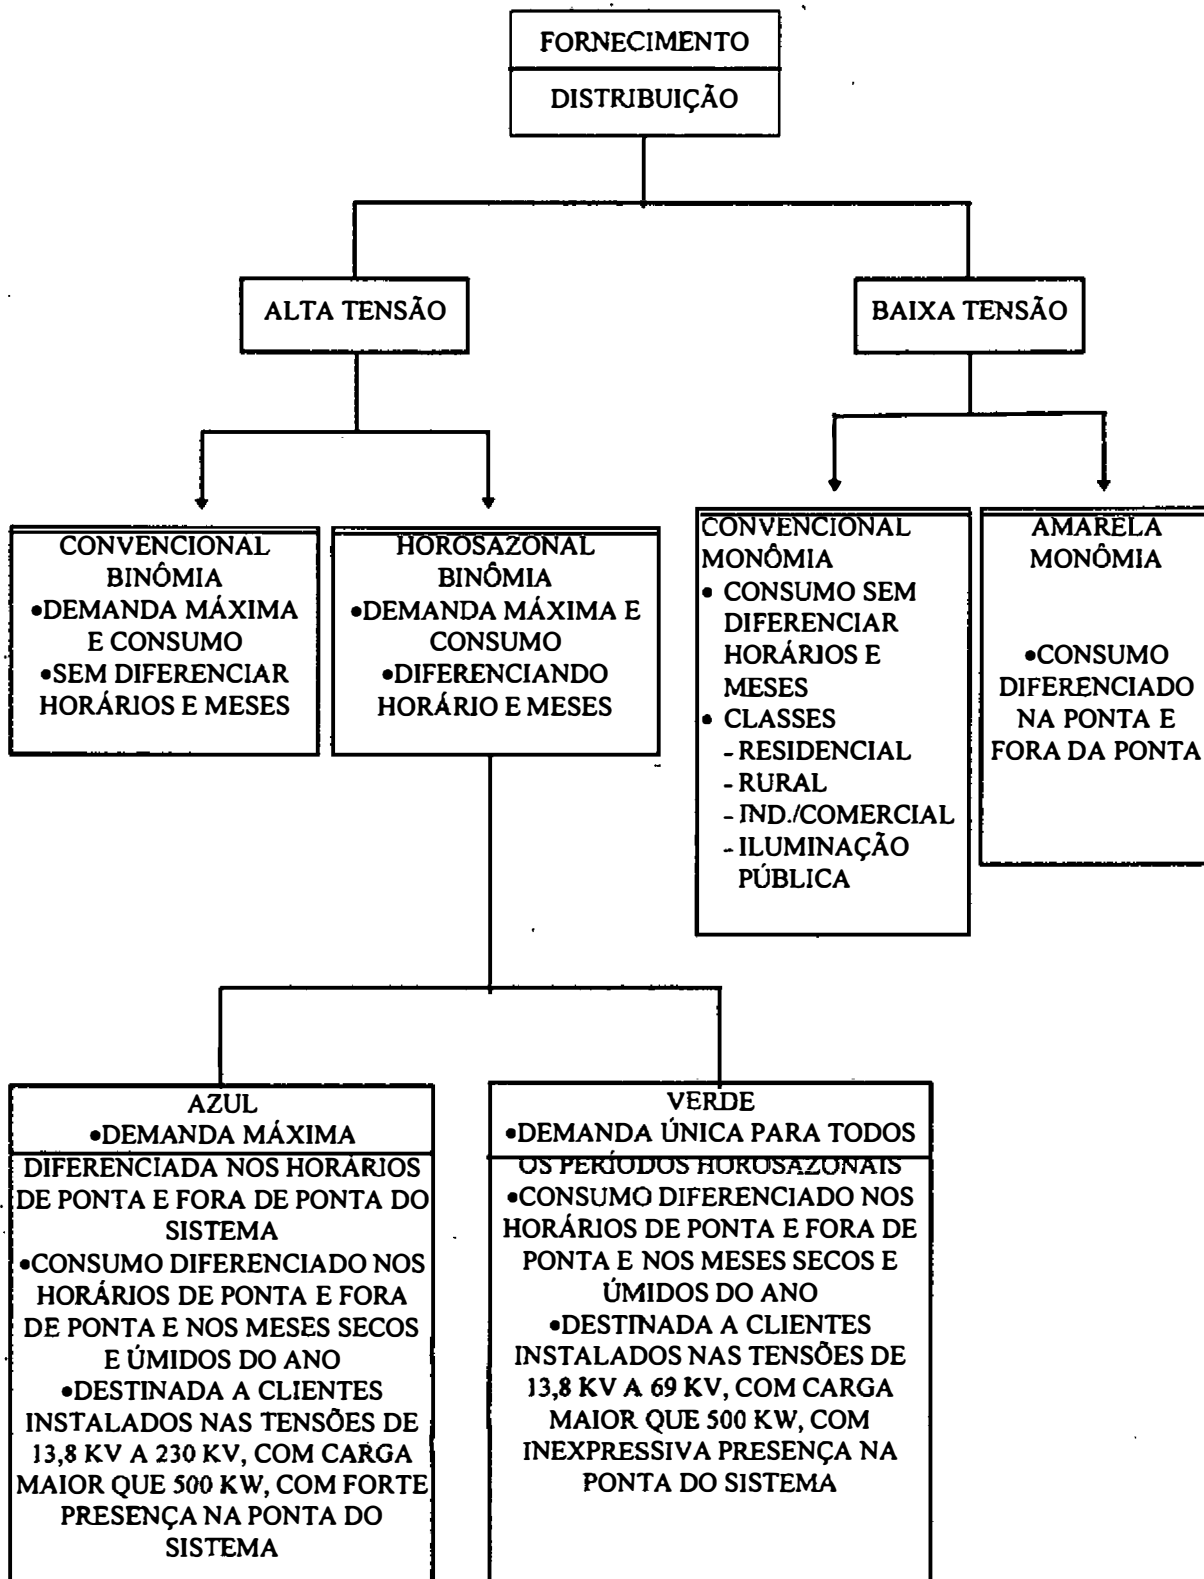 FORNECIMENTO
DISTRIBUIÇÃO
ALTA TENSÃO
BAIXA TENSÃO
CONVENCIONAL
BINÔMIA
•DEMANDA MÁXIMA
E CONSUMO
•SEM DIFERENCIAR
HORÁRIOS E MESES
HOROSAZONAL
BINÔMIA
•DEMANDA MÁXIMA E
CONSUMO
•DIFERENCIANDO
HORÁRIO E MESES
CONVENCIONAL
MONÔMIA
• CONSUMO SEM
DIFERENCIAR
HORÁRIOS E
MESES
• CLASSES
- RESIDENCIAL
- RURAL
- IND./COMERCIAL
- ILUMINAÇÃO
PÚBLICA
AMARELA
MONÔMIA
•CONSUMO
DIFERENCIADO
NA PONTA E
FORA DA PONTA
AZUL
•DEMANDA MÁXIMA
DIFERENCIADA NOS HORÁRIOS
DE PONTA E FORA DE PONTA DO
SISTEMA
•CONSUMO DIFERENCIADO NOS
HORÁRIOS DE PONTA E FORA
DE PONTA E NOS MESES SECOS
E ÚMIDOS DO ANO
•DESTINADA A CLIENTES
INSTALADOS NAS TENSÕES DE
13,8 KV A 230 KV, COM CARGA
MAIOR QUE 500 KW, COM FORTE
PRESENÇA NA PONTA DO
SISTEMA
VERDE
•DEMANDA ÚNICA PARA TODOS
OS PERÍODOS HOROSAZONAIS
•CONSUMO DIFERENCIADO NOS
HORÁRIOS DE PONTA E FORA DE
PONTA E NOS MESES SECOS E
ÚMIDOS DO ANO
•DESTINADA A CLIENTES
INSTALADOS NAS TENSÕES DE
13,8 KV A 69 KV, COM CARGA
MAIOR QUE 500 KW, COM
INEXPRESSIVA PRESENÇA NA
PONTA DO SISTEMA